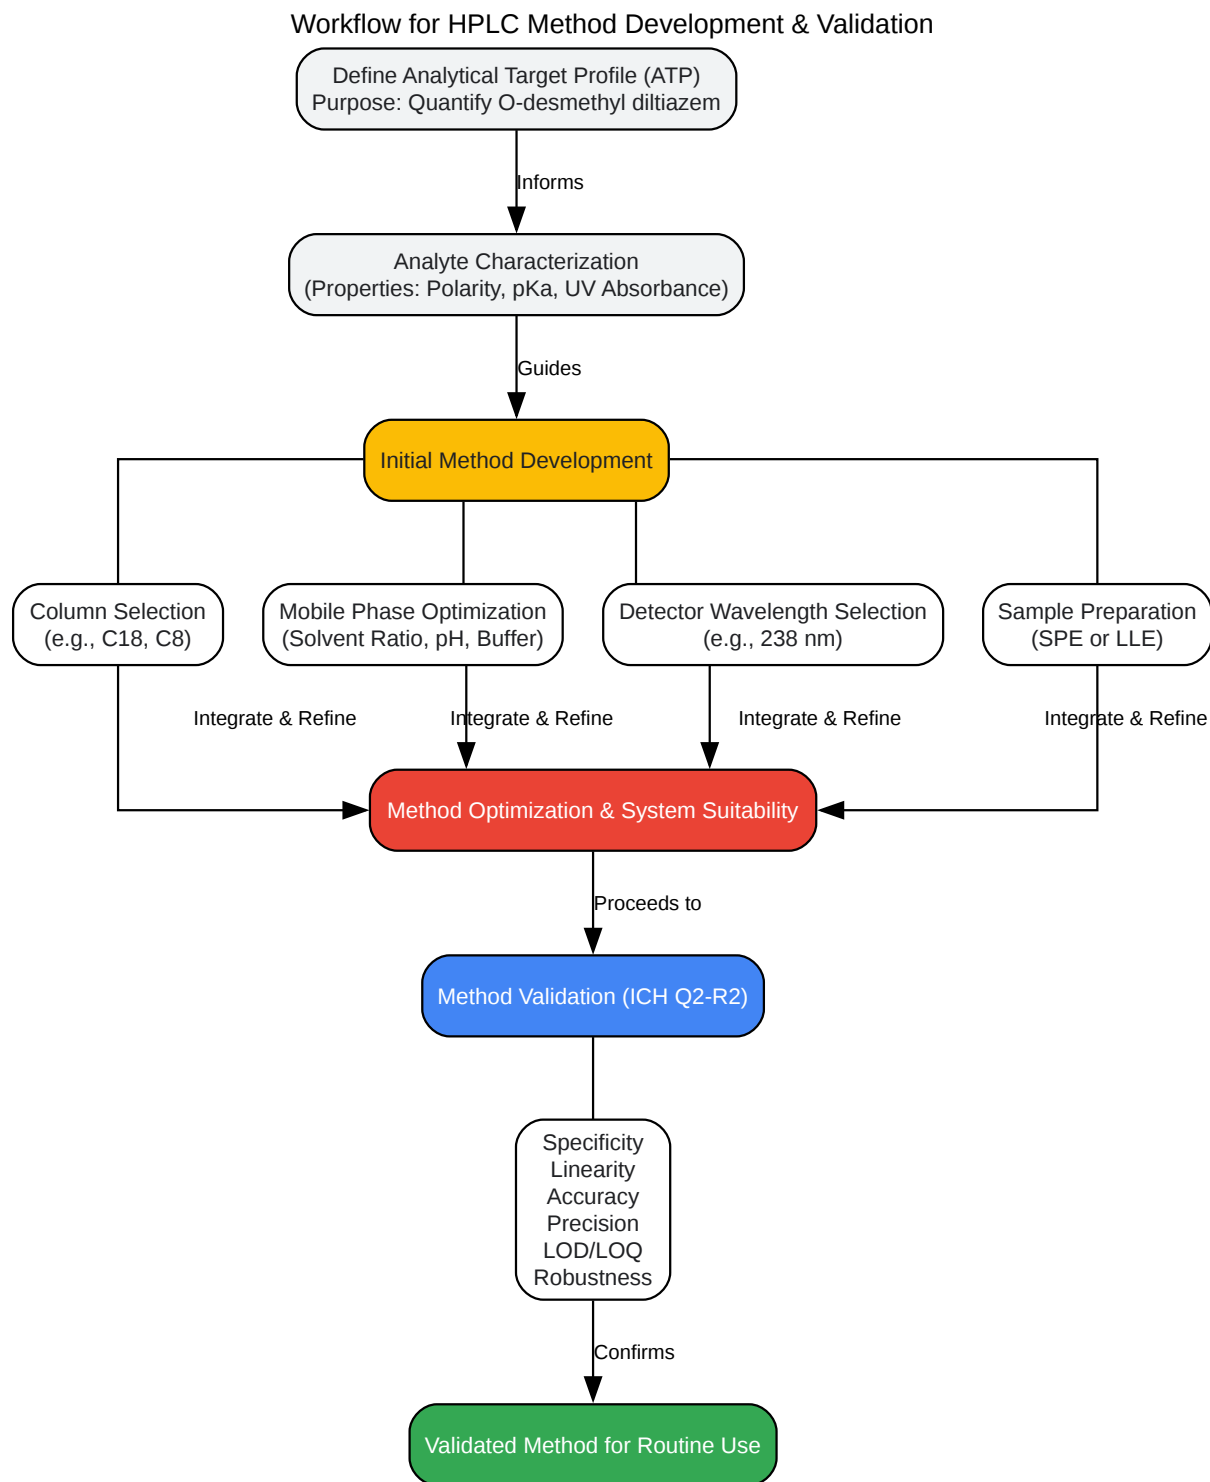 Workflow for HPLC Method Development & Validation
Define Analytical Target Profile (ATP)
Purpose: Quantify O-desmethyl diltiazem
Informs
Analyte Characterization
(Properties: Polarity, pKa, UV Absorbance)
Guides
Initial Method Development
Column Selection
(e.g., C18, C8)
Mobile Phase Optimization
(Solvent Ratio, pH, Buffer)
Detector Wavelength Selection
(e.g., 238 nm)
Sample Preparation
(SPE or LLE)
Integrate & Refine
Integrate & Refine
Integrate & Refine
Integrate & Refine
Method Optimization & System Suitability
Proceeds to
Method Validation (ICH Q2-R2)
Specificity
Linearity
Accuracy
Precision
LOD/LOQ
Robustness
Confirms
Validated Method for Routine Use